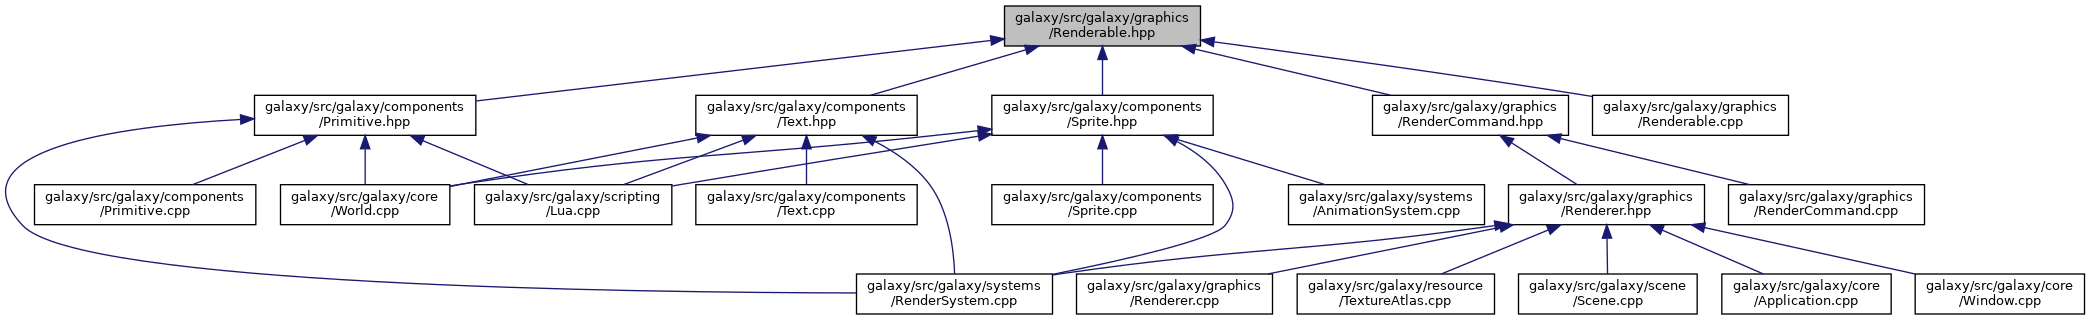 galaxy/src/galaxy/graphics
/Renderable.hpp
galaxy/src/galaxy/components
/Primitive.hpp
galaxy/src/galaxy/components
/Text.hpp
galaxy/src/galaxy/components
/Sprite.hpp
galaxy/src/galaxy/graphics
/RenderCommand.hpp
galaxy/src/galaxy/graphics
/Renderable.cpp
galaxy/src/galaxy/components
/Primitive.cpp
galaxy/src/galaxy/core
/World.cpp
galaxy/src/galaxy/scripting
/Lua.cpp
galaxy/src/galaxy/components
/Text.cpp
galaxy/src/galaxy/components
/Sprite.cpp
galaxy/src/galaxy/systems
/AnimationSystem.cpp
galaxy/src/galaxy/graphics
/Renderer.hpp
galaxy/src/galaxy/graphics
/RenderCommand.cpp
galaxy/src/galaxy/systems
/RenderSystem.cpp
galaxy/src/galaxy/graphics
/Renderer.cpp
galaxy/src/galaxy/resource
/TextureAtlas.cpp
galaxy/src/galaxy/scene
/Scene.cpp
galaxy/src/galaxy/core
/Application.cpp
galaxy/src/galaxy/core
/Window.cpp